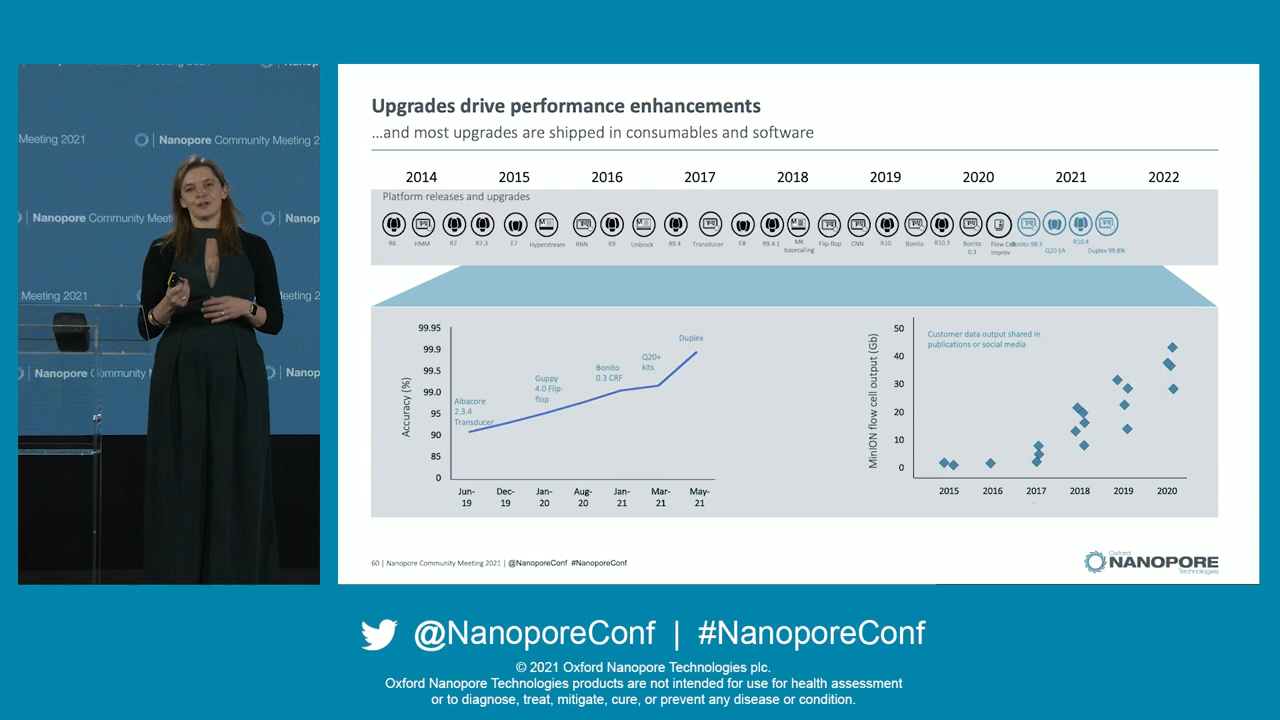 Meeting 2021
Nanopore Community Meeting 2
Nanopore Community Meet
Meeting 2021
Meeting 2021
eeting 2021
Nanopore Community M
Nanop
Upgrades drive performance enhancements
...and most upgrades are shipped in consumables and software
2014 2015 2016 2017 2018 2019 2020 2021 2022
Platform releases and upgrades
R6 HMM R7 R7.3 E7 Hyperstream RNN R9 Unblock R9.4 Transducer E8 R9.4.1 MK basecalling Flip-flop CNN R10 Bonito R10.3 Bonito 0.3 Flow Cell improv Bonito 98.3 Q20 EA R10.4 Duplex 99.8%
Accuracy (%)
99.95
99.9
99.5
99.0
95
90
85
0
Albacore
2.3.4
Transducer
Guppy
4.0 Flip-
flop
Bonito
0.3 CRF
Q20+
kits
Duplex
Jun- Dec- Jan- Aug- Jan- Mar- May-
19 19 20 20 21 21 21
MinION flow cell output (Gb)
50
40
30
20
10
0
Customer data output shared in
publications or social media
2015 2016 2017 2018 2019 2020
60 | Nanopore Community Meeting 2021 | @NanoporeConf #NanoporeConf
Oxford
NANOPORE
Technologies
@NanoporeConf | #NanoporeConf
© 2021 Oxford Nanopore Technologies plc.
Oxford Nanopore Technologies products are not intended for use for health assessment
or to diagnose, treat, mitigate, cure, or prevent any disease or condition.